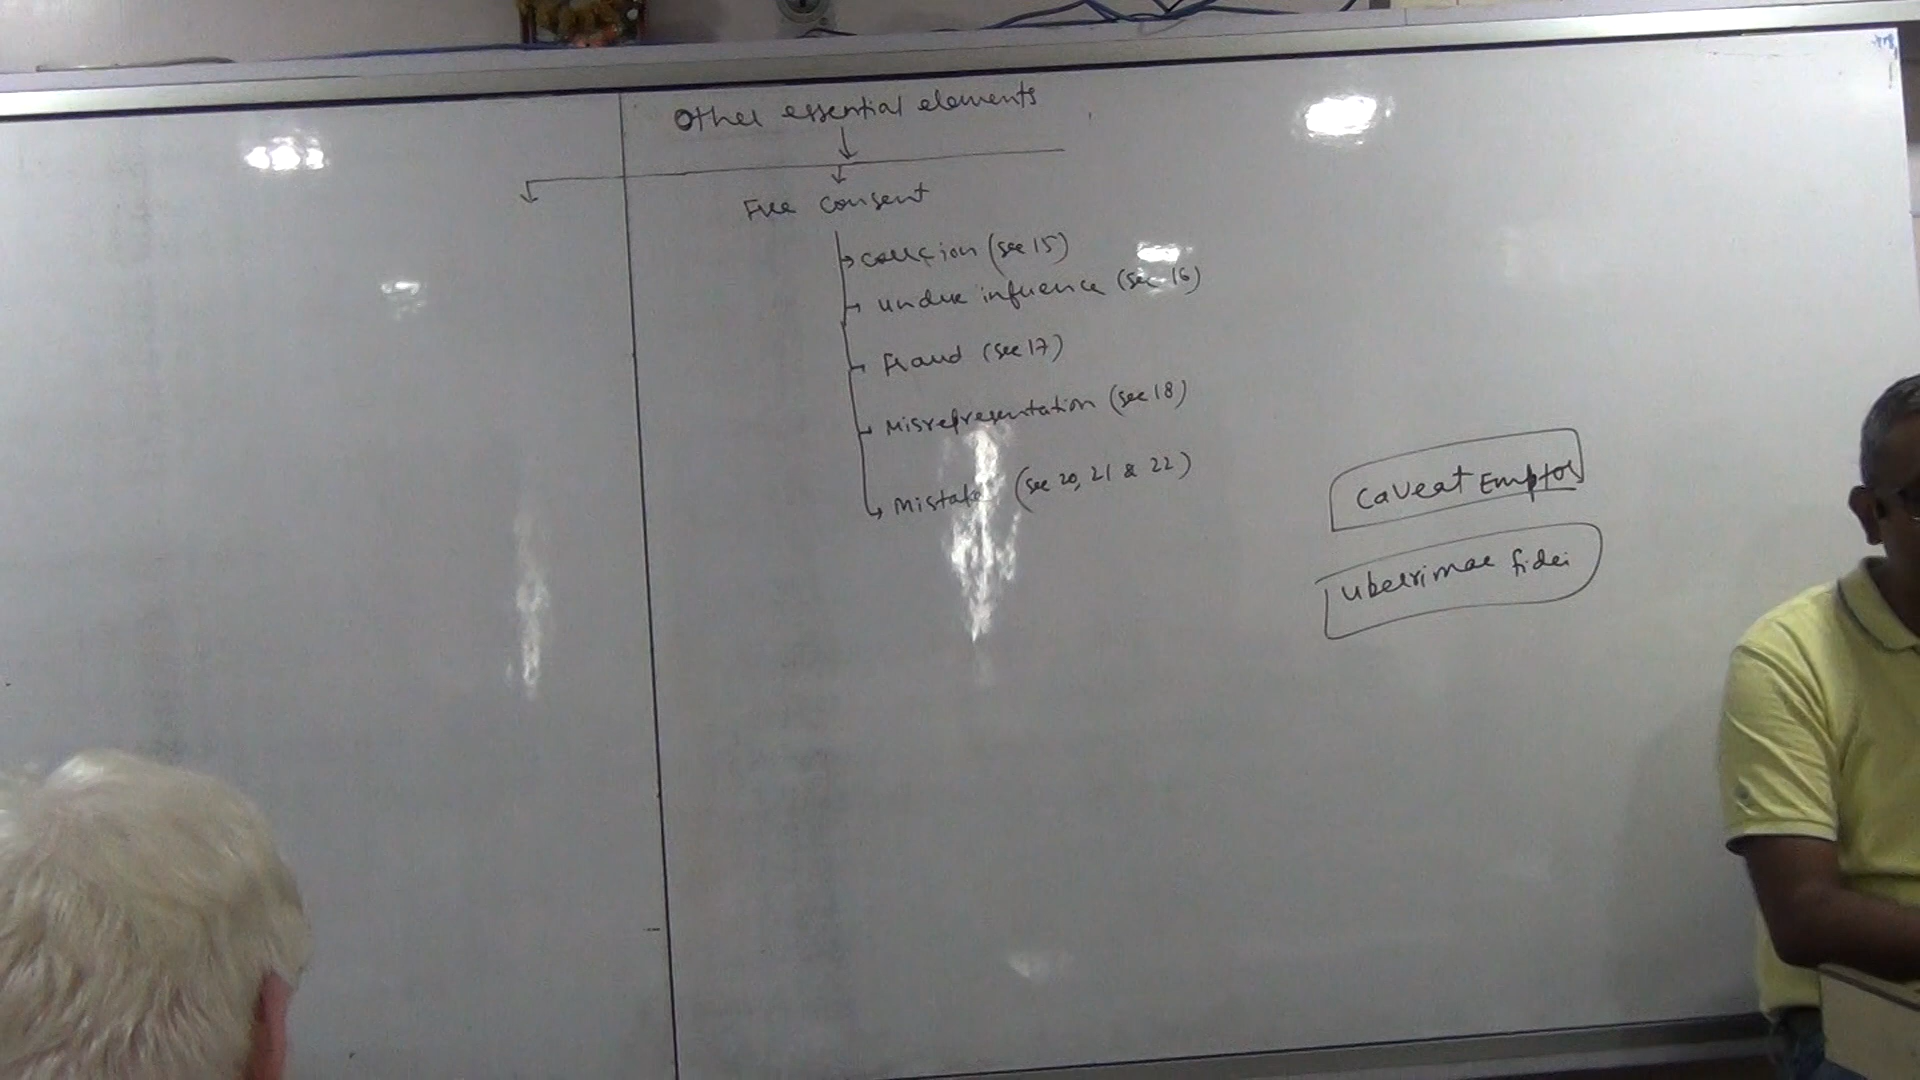 Other essential elements
Free consent
coercion (sec 15)
undue influence (sec 16)
Fraud (sec 17)
Misrepresentation (sec 18)
Mistake (sec 20, 21 & 22)
Caveat Emptor
uberrimae fidei